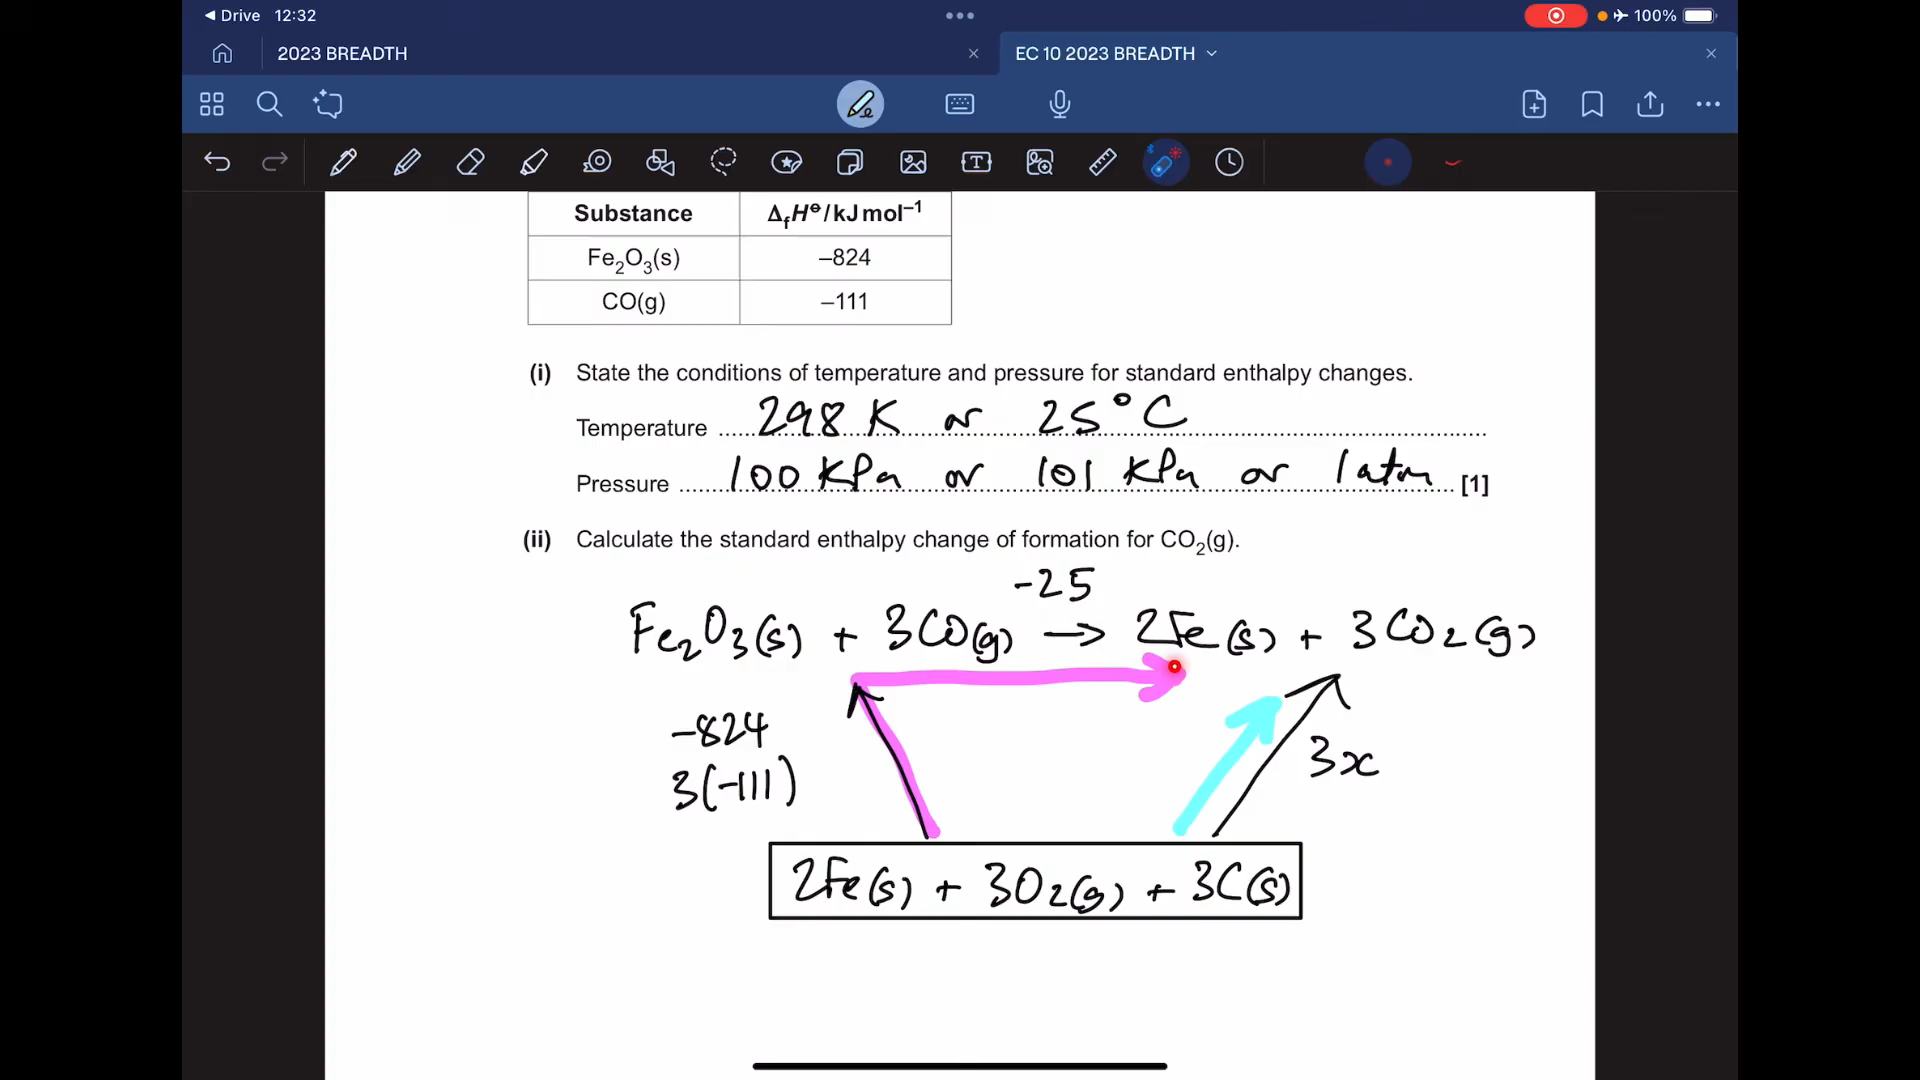 Drive 12:32
100%
2023 BREADTH
EC 10 2023 BREADTH
Substance ΔfH⦵/kJ mol⁻¹
Fe₂O₃(s) –824
CO(g) –111
(i) State the conditions of temperature and pressure for standard enthalpy changes.
Temperature 298 K or 25 °C
Pressure 100 kPa or 101 kPa or 1 atm [1]
(ii) Calculate the standard enthalpy change of formation for CO₂(g).
-25
Fe₂O₃(s) + 3CO(g) → 2Fe(s) + 3CO₂(g)
-824
3(-111)
3x
2Fe(s) + 3O₂(g) + 3C(s)